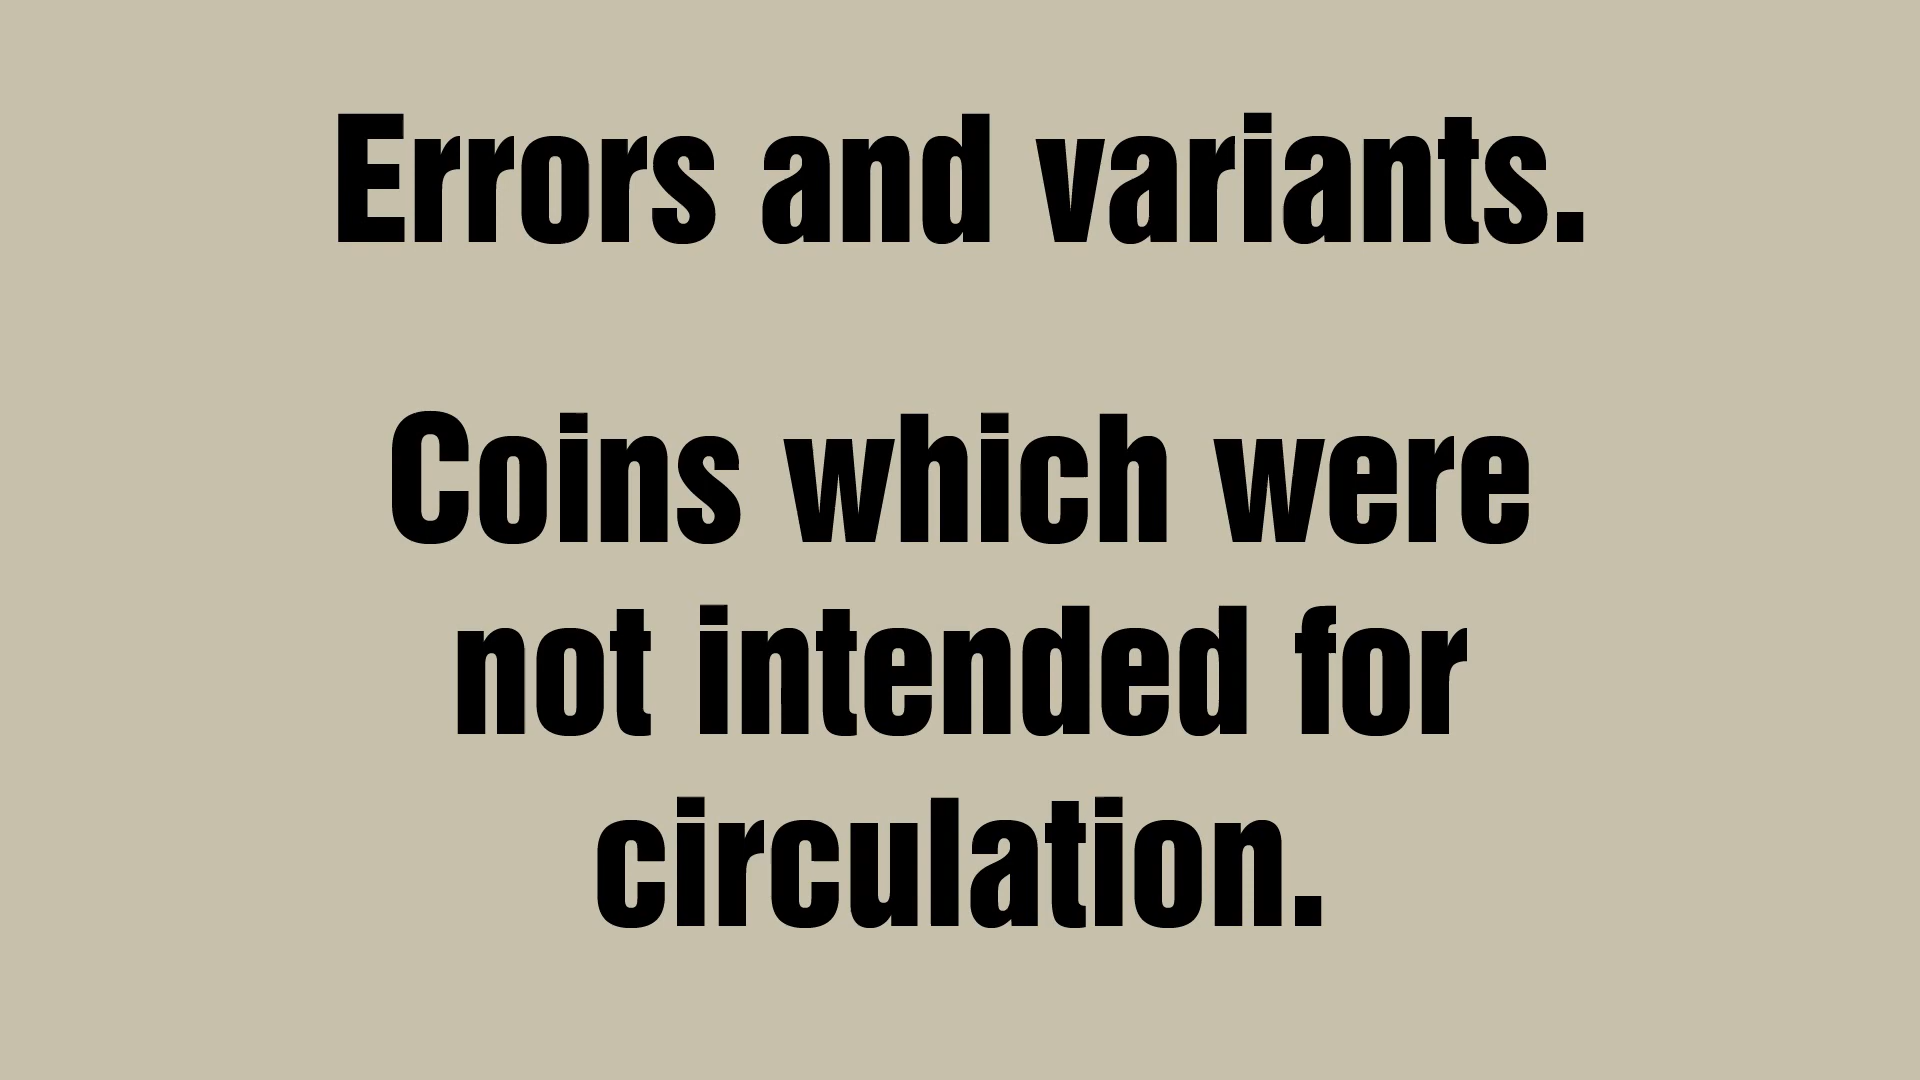 Errors and variants.
Coins which were
not intended for
circulation.